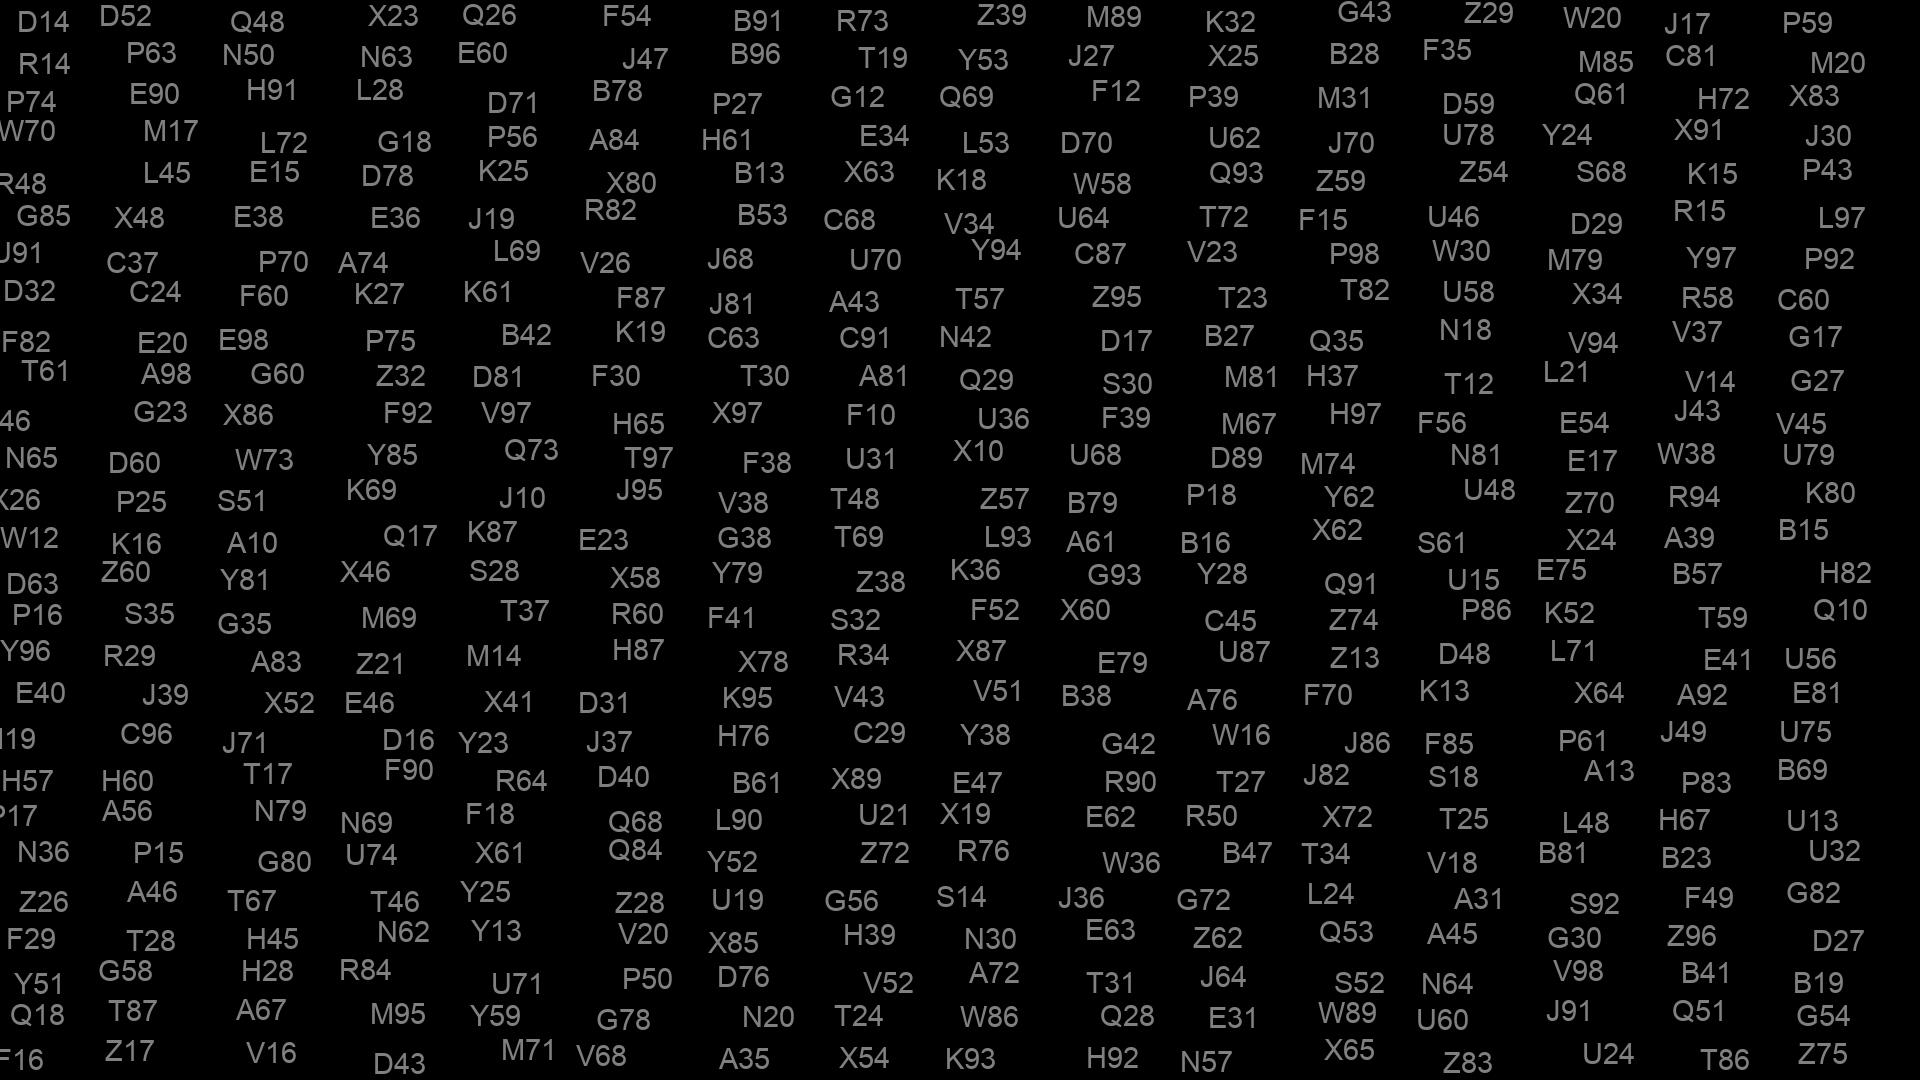 D14 D52 Q48 X23 Q26 F54 B91 R73 Z39 M89 K32 G43 Z29 W20 J17 P59
R14 P63 N50 N63 E60 J47 B96 T19 Y53 J27 X25 B28 F35 M85 C81 M20
P74 E90 H91 L28 D71 B78 P27 G12 Q69 F12 P39 M31 D59 Q61 H72 X83
W70 M17 L72 G18 P56 A84 H61 E34 L53 D70 U62 J70 U78 Y24 X91 J30
R48 L45 E15 D78 K25 X80 B13 X63 K18 W58 Q93 Z59 Z54 S68 K15 P43
G85 X48 E38 E36 J19 R82 B53 C68 V34 U64 T72 F15 U46 D29 R15 L97
U91 C37 P70 A74 L69 V26 J68 U70 Y94 C87 V23 P98 W30 M79 Y97 P92
D32 C24 F60 K27 K61 F87 J81 A43 T57 Z95 T23 T82 U58 X34 R58 C60
F82 E20 E98 P75 B42 K19 C63 C91 N42 D17 B27 Q35 N18 V94 V37 G17
T61 A98 G60 Z32 D81 F30 T30 A81 Q29 S30 M81 H37 T12 L21 V14 G27
46 G23 X86 F92 V97 H65 X97 F10 U36 F39 M67 H97 F56 E54 J43 V45
N65 D60 W73 Y85 Q73 T97 F38 U31 X10 U68 D89 M74 N81 E17 W38 U79
X26 P25 S51 K69 J10 J95 V38 T48 Z57 B79 P18 Y62 U48 Z70 R94 K80
W12 K16 A10 Q17 K87 E23 G38 T69 L93 A61 B16 X62 S61 X24 A39 B15
D63 Z60 Y81 X46 S28 X58 Y79 Z38 K36 G93 Y28 Q91 U15 E75 B57 H82
P16 S35 G35 M69 T37 R60 F41 S32 F52 X60 C45 Z74 P86 K52 T59 Q10
Y96 R29 A83 Z21 M14 H87 X78 R34 X87 E79 U87 Z13 D48 L71 E41 U56
E40 J39 X52 E46 X41 D31 K95 V43 V51 B38 A76 F70 K13 X64 A92 E81
19 C96 J71 D16 Y23 J37 H76 C29 Y38 G42 W16 J86 F85 P61 J49 U75
H57 H60 T17 F90 R64 D40 B61 X89 E47 R90 T27 J82 S18 A13 P83 B69
P17 A56 N79 N69 F18 Q68 L90 U21 X19 E62 R50 X72 T25 L48 H67 U13
N36 P15 G80 U74 X61 Q84 Y52 Z72 R76 W36 B47 T34 V18 B81 B23 U32
Z26 A46 T67 T46 Y25 Z28 U19 G56 S14 J36 G72 L24 A31 S92 F49 G82
F29 T28 H45 N62 Y13 V20 X85 H39 N30 E63 Z62 Q53 A45 G30 Z96 D27
Y51 G58 H28 R84 U71 P50 D76 V52 A72 T31 J64 S52 N64 V98 B41 B19
Q18 T87 A67 M95 Y59 G78 N20 T24 W86 Q28 E31 W89 U60 J91 Q51 G54
F16 Z17 V16 D43 M71 V68 A35 X54 K93 H92 N57 X65 Z83 U24 T86 Z75